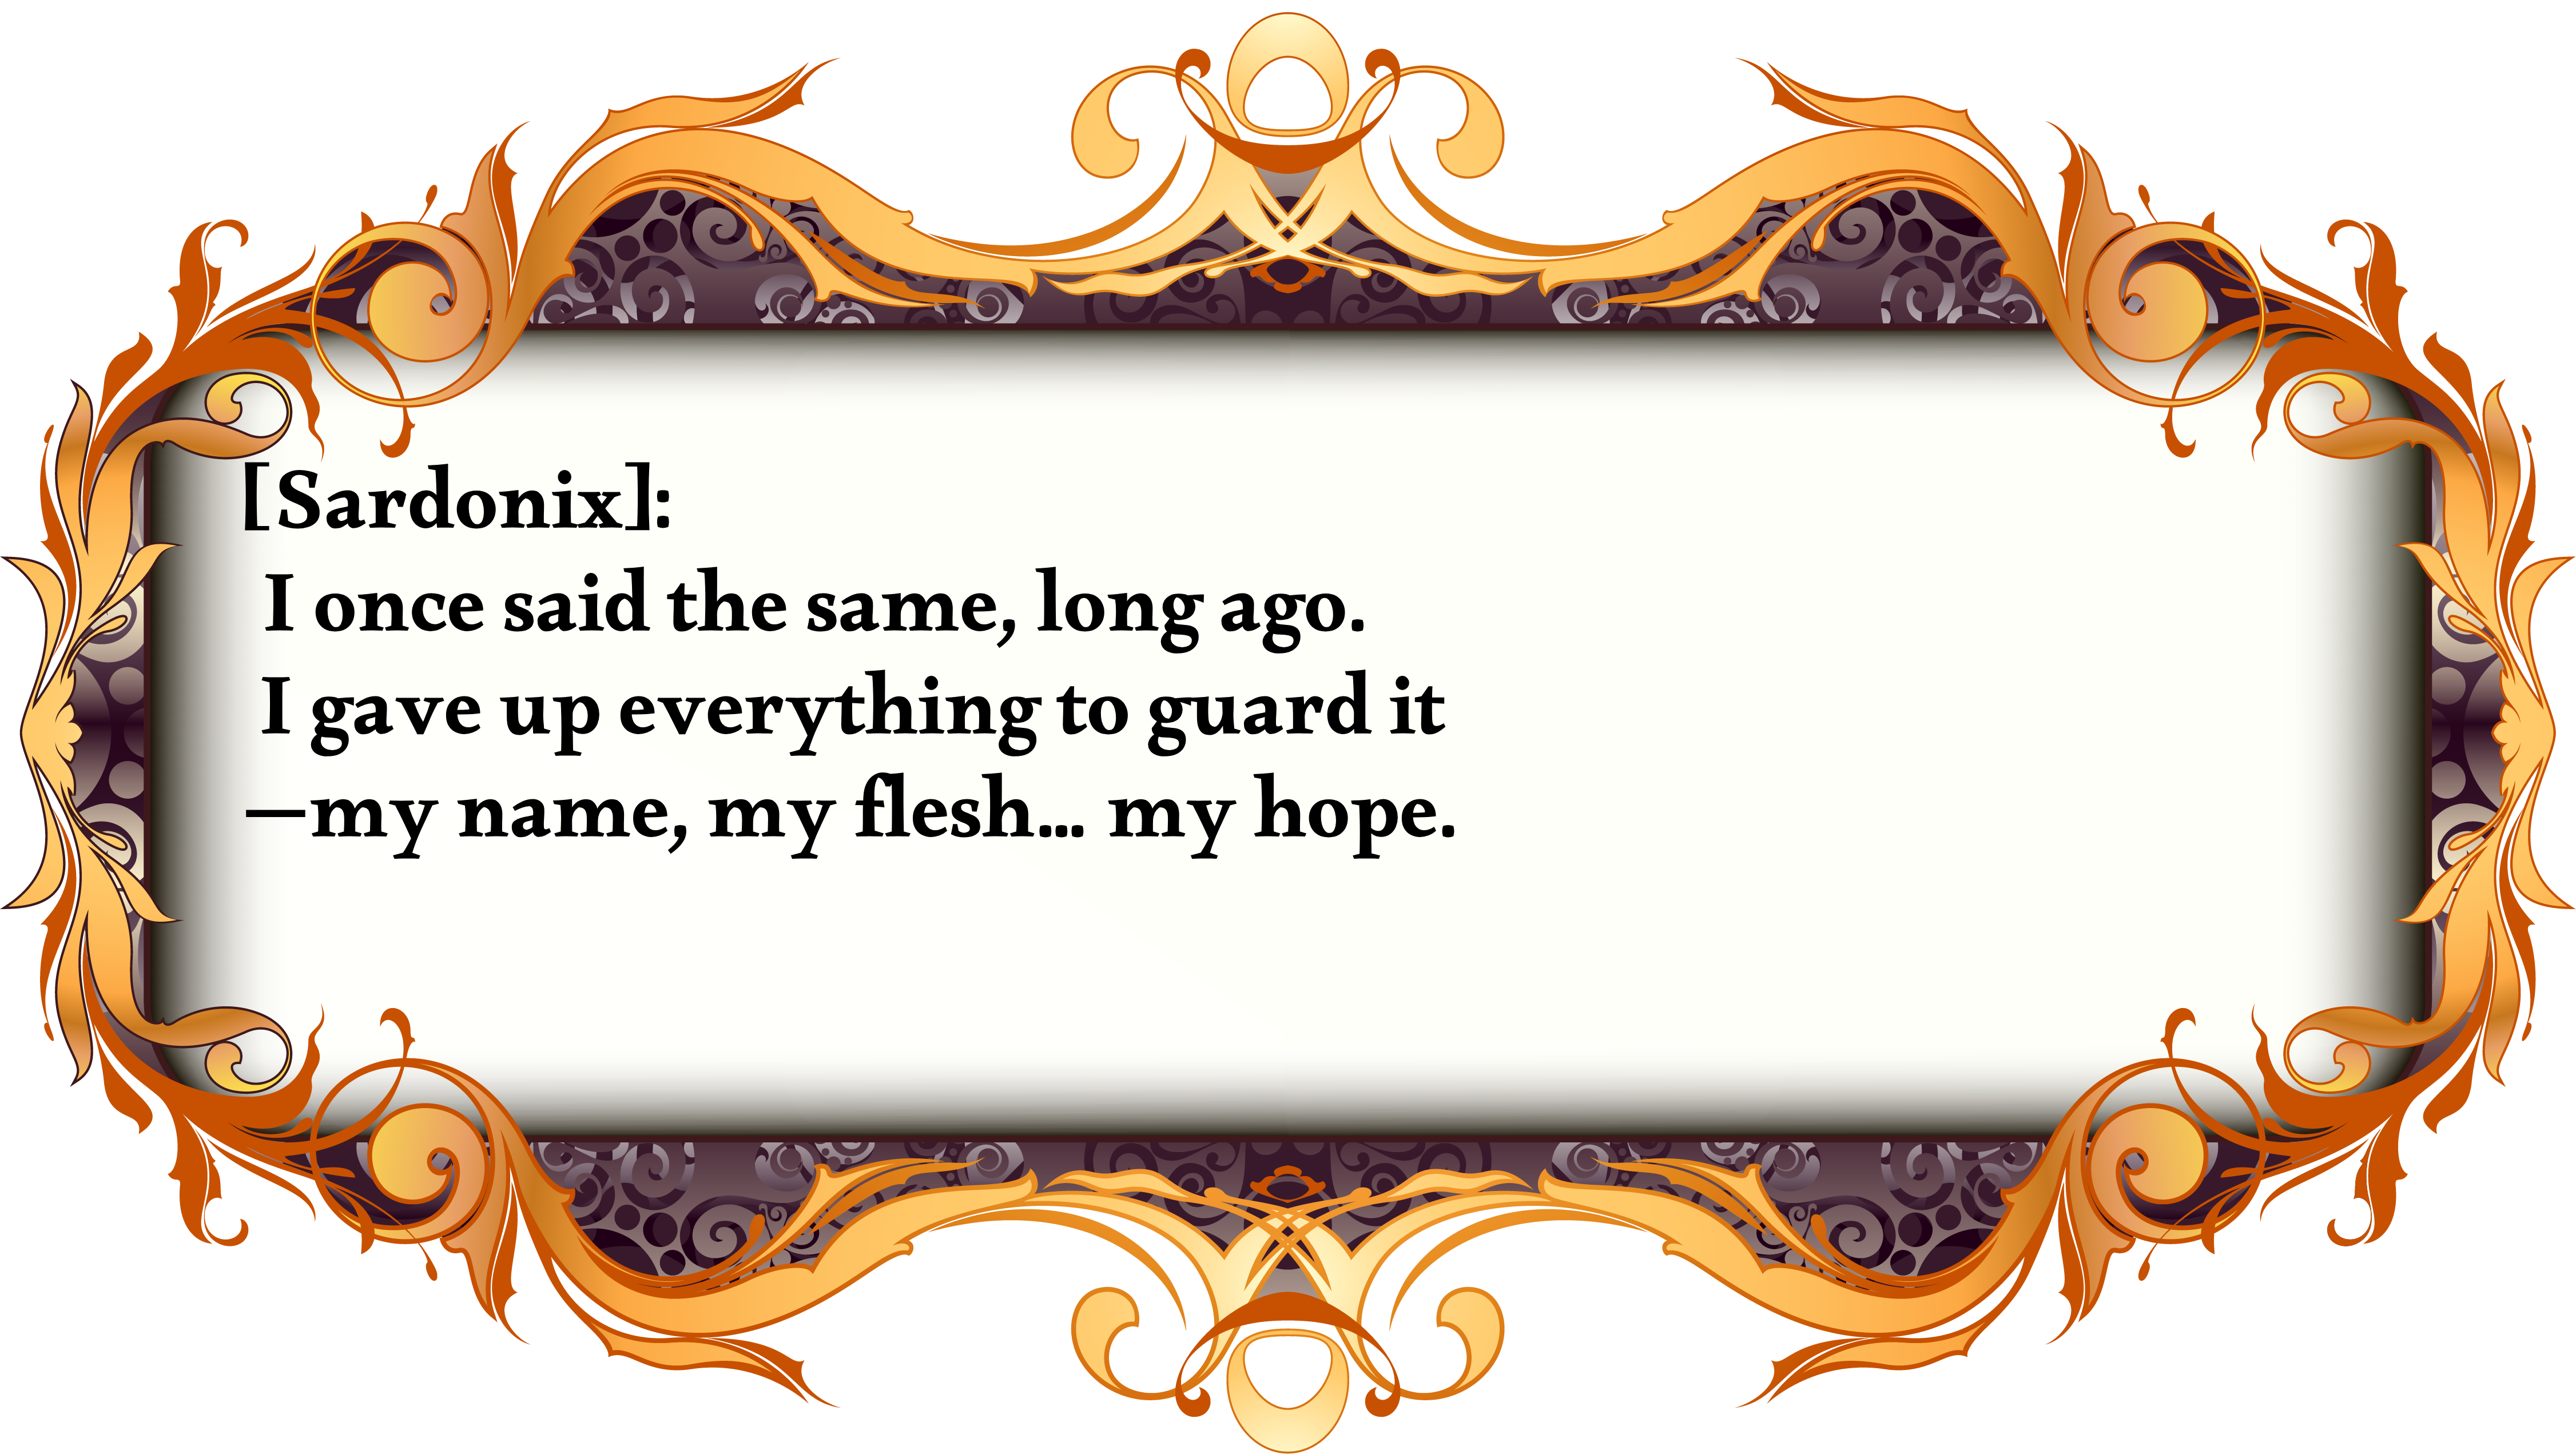 [Sardonix]:
I once said the same, long ago.
I gave up everything to guard it
—my name, my flesh... my hope.